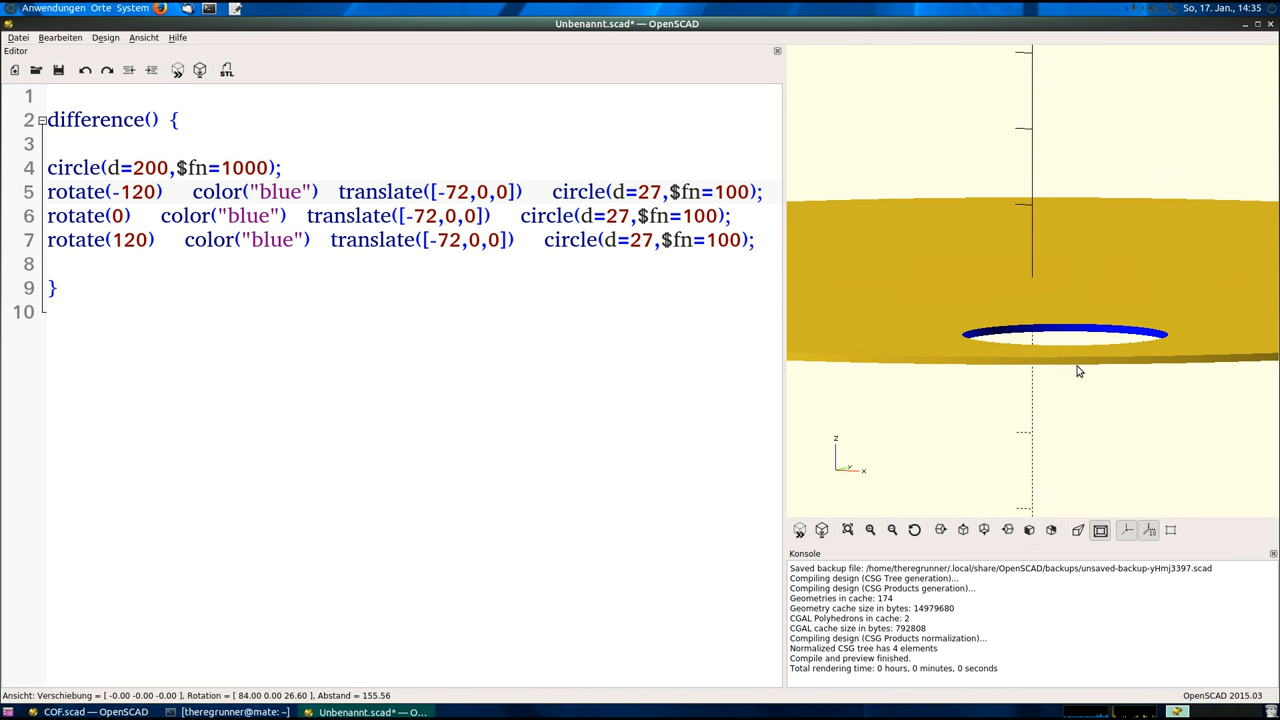 Anwendungen Orte System
So, 17. Jan., 14:35
Unbenannt.scad* — OpenSCAD
Datei Bearbeiten Design Ansicht Hilfe
Editor
STL
1
2 difference() {
3
4 circle(d=200,$fn=1000);
5 rotate(-120) color("blue") translate([-72,0,0]) circle(d=27,$fn=100);
6 rotate(0) color("blue") translate([-72,0,0]) circle(d=27,$fn=100);
7 rotate(120) color("blue") translate([-72,0,0]) circle(d=27,$fn=100);
8
9 }
10
z
y
x
10
Konsole
Saved backup file: /home/theregrunner/.local/share/OpenSCAD/backups/unsaved-backup-yHmj3397.scad
Compiling design (CSG Tree generation)...
Compiling design (CSG Products generation)...
Geometries in cache: 174
Geometry cache size in bytes: 14979680
CGAL Polyhedrons in cache: 2
CGAL cache size in bytes: 792808
Compiling design (CSG Products normalization)...
Normalized CSG tree has 4 elements
Compile and preview finished.
Total rendering time: 0 hours, 0 minutes, 0 seconds
Ansicht: Verschiebung = [ -0.00 -0.00 -0.00 ], Rotation = [ 84.00 0.00 26.60 ], Abstand = 155.56
OpenSCAD 2015.03
COF.scad — OpenSCAD
[theregrunner@mate: ~]
Unbenannt.scad* — O...